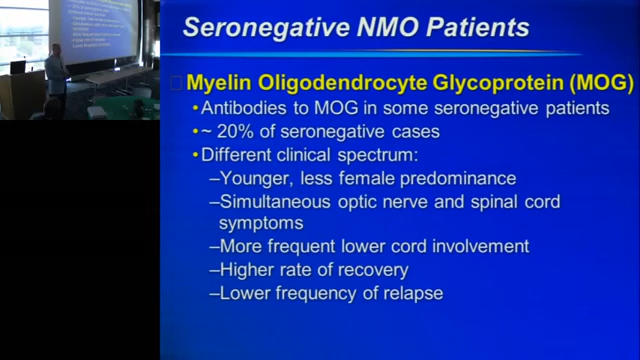 Seronegative NMO Patients
Myelin Oligodendrocyte Glycoprotein (MOG)
•Antibodies to MOG in some seronegative patients
•~ 20% of seronegative cases
•Different clinical spectrum:
–Younger, less female predominance
–Simultaneous optic nerve and spinal cord
symptoms
–More frequent lower cord involvement
–Higher rate of recovery
–Lower frequency of relapse